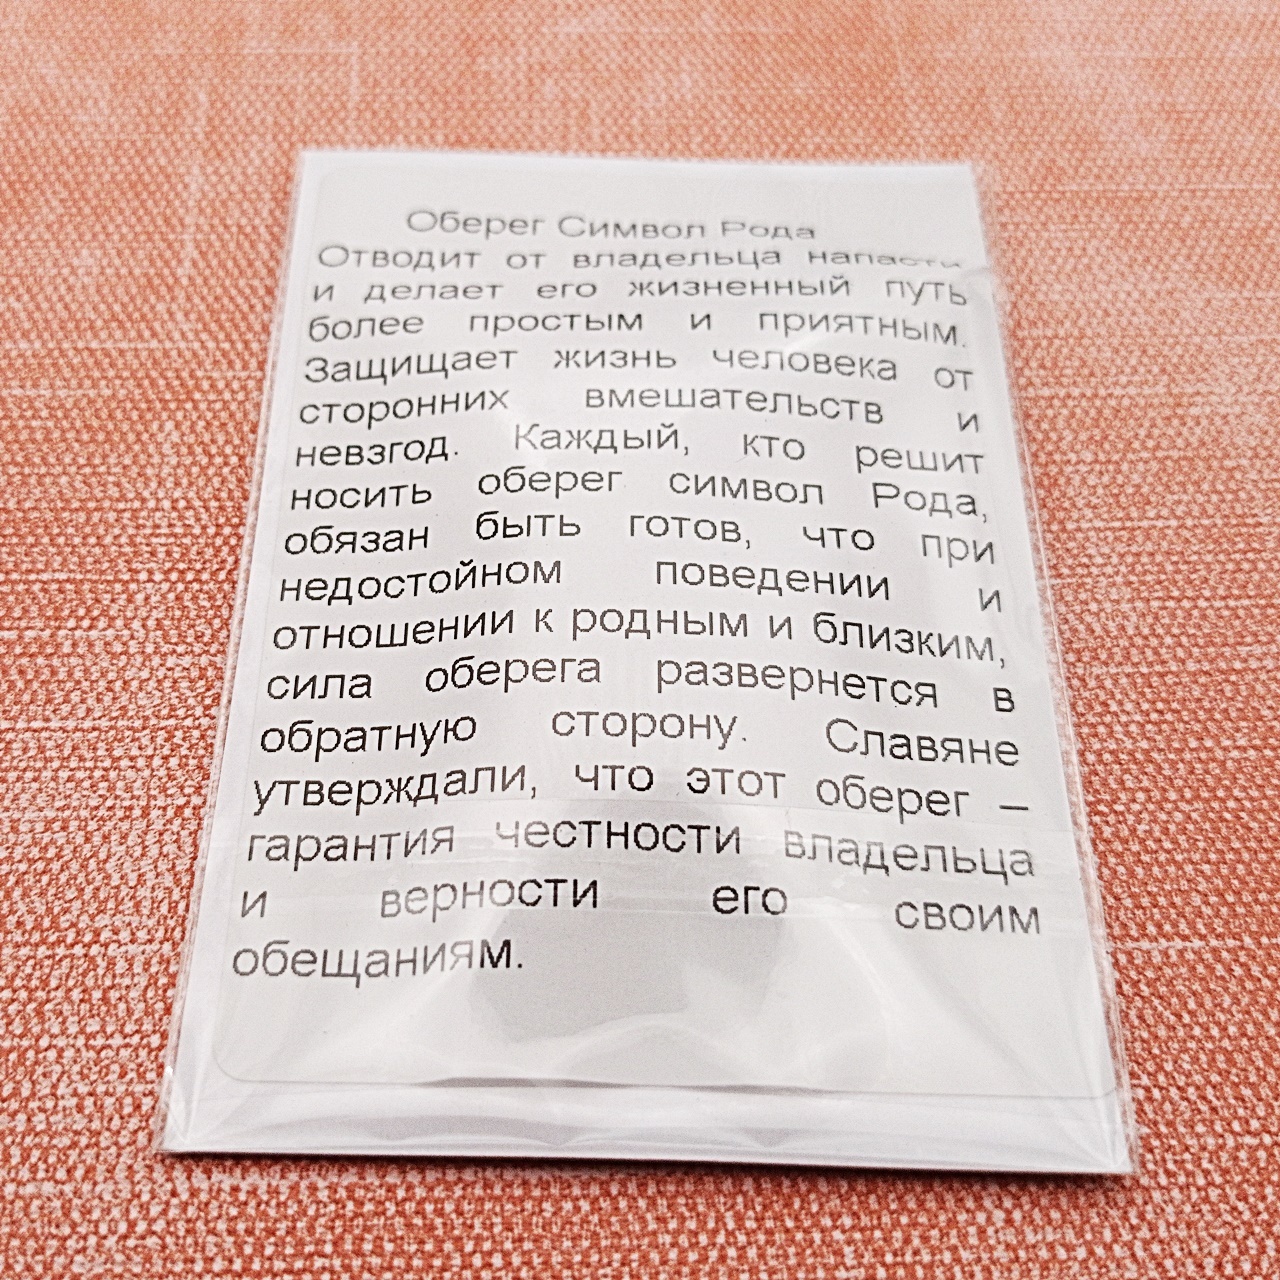 Оберег Символ Рода
Отводит от владельца напасти
и делает его жизненный путь
более простым и приятным.
Защищает жизнь человека от
сторонних вмешательств и
невзгод. Каждый, кто решит
носить оберег символ Рода,
обязан быть готов, что при
недостойном поведении и
отношении к родным и близким,
сила оберега развернется в
обратную сторону. Славяне
утверждали, что этот оберег –
гарантия честности владельца
и верности его своим
обещаниям.